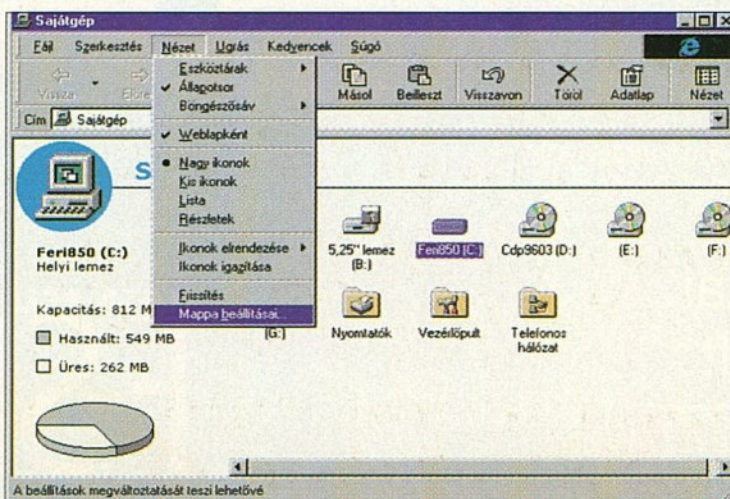 Sajátgép
Fájl Szerkesztés Nézet Ugrás Kedvencek Súgó
Vissza Előre Másol Beilleszt Visszavon Töröl Adatlap Nézet
Cím Sajátgép
Eszköztárak
Állapotsor
Böngészősáv
Weblapként
Nagy ikonok
Kis ikonok
Lista
Részletek
Ikonok elrendezése
Ikonok igazítása
Frissítés
Mappa beállításai...
S
Feri850 (C:)
Helyi lemez
Kapacitás: 812 M
Használt: 549 MB
Üres: 262 MB
5,25" lemez (B:)
Feri850 (C:)
Cdp9603 (D:)
(E:)
(F:)
(G:)
Nyomtatók
Vezérlőpult
Telefonos
hálózat
A beállítások megváltoztatását teszi lehetővé